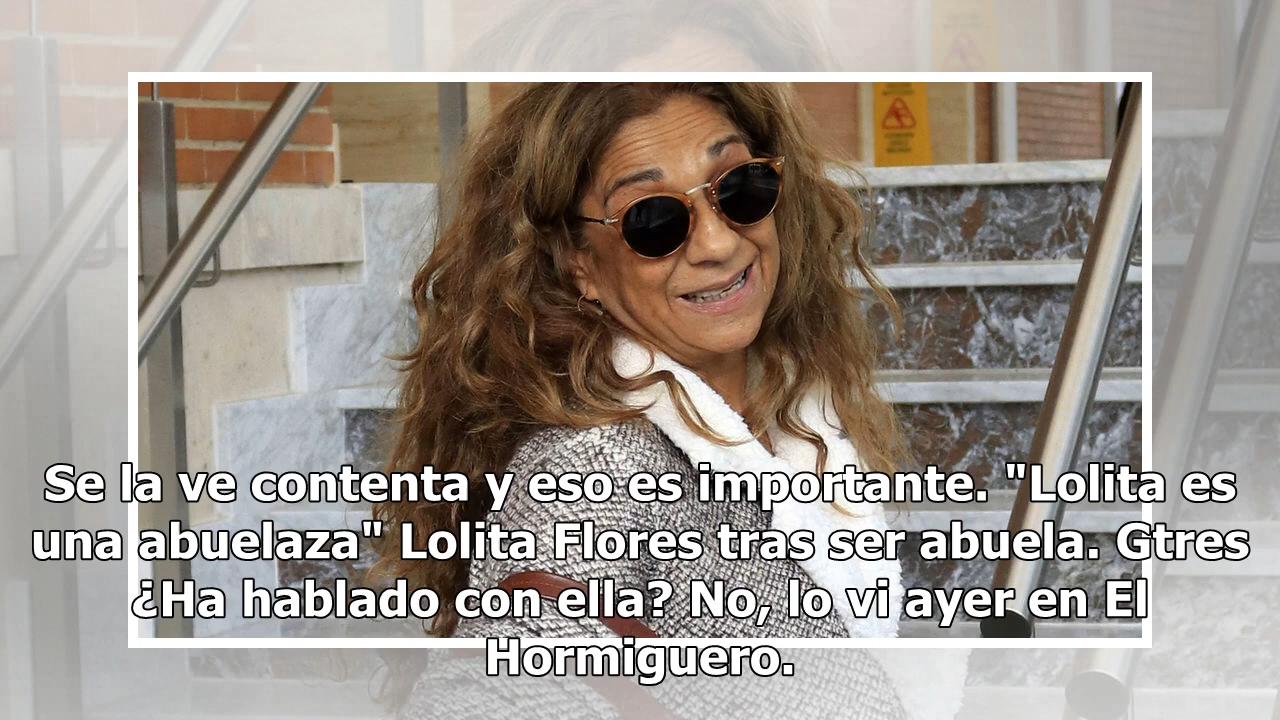 Se la ve contenta y eso es importante. "Lolita es
una abuelaza" Lolita Flores tras ser abuela. Gtres
¿Ha hablado con ella? No, lo vi ayer en El
Hormiguero.